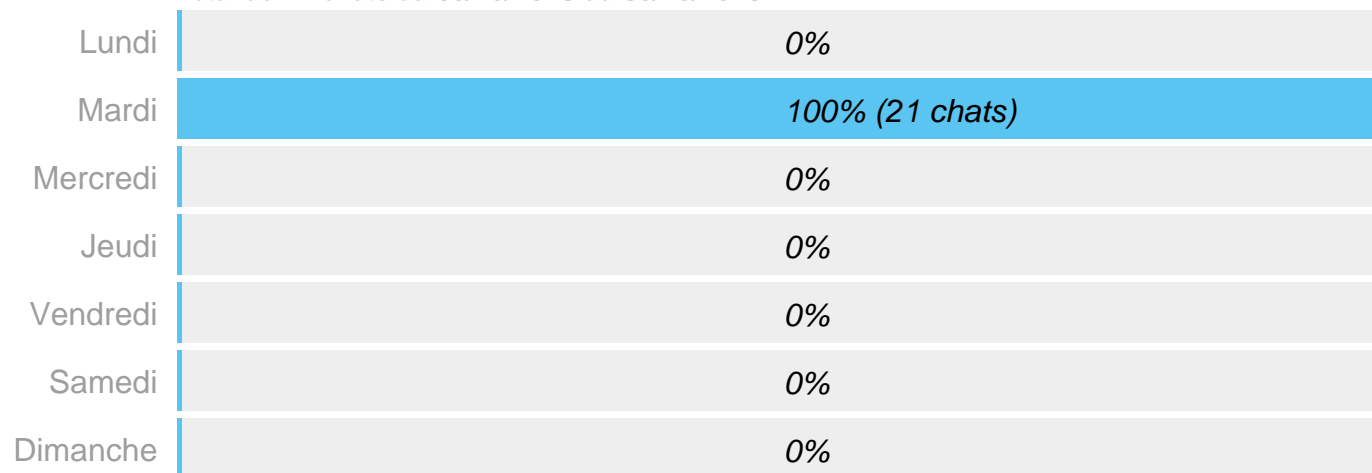 Lundi 0%
Mardi 100% (21 chats)
Mercredi 0%
Jeudi 0%
Vendredi 0%
Samedi 0%
Dimanche 0%